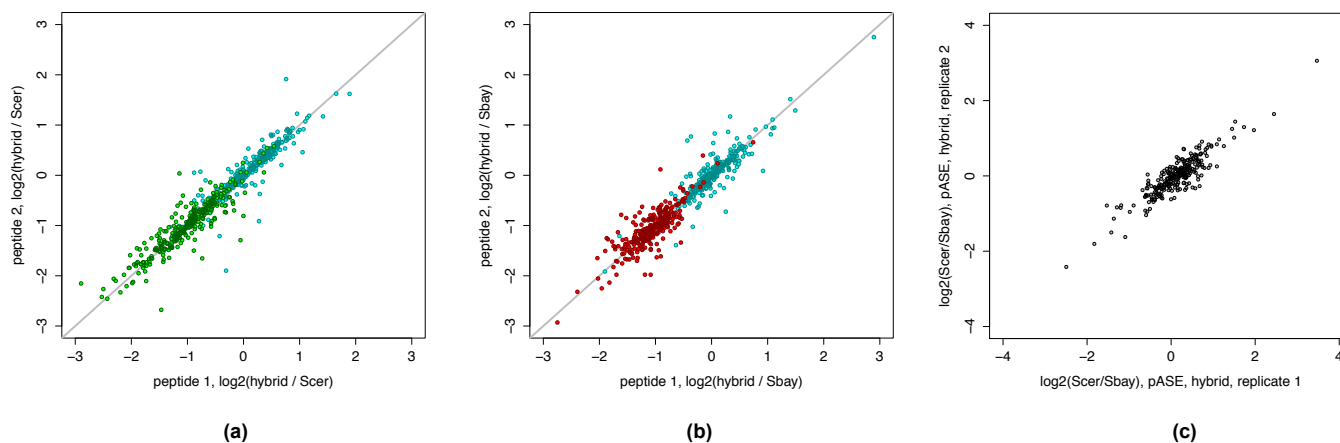 3
2
1
0
−1
−2
−3
peptide 2, log2(hybrid / Scer)
−3 −2 −1 0 1 2 3
peptide 1, log2(hybrid / Scer)
(a)
3
2
1
0
−1
−2
−3
peptide 2, log2(hybrid / Sbay)
−3 −2 −1 0 1 2 3
peptide 1, log2(hybrid / Sbay)
(b)
4
2
0
−2
−4
log2(Scer/Sbay), pASE, hybrid, replicate 2
−4 −2 0 2 4
log2(Scer/Sbay), pASE, hybrid, replicate 1
(c)